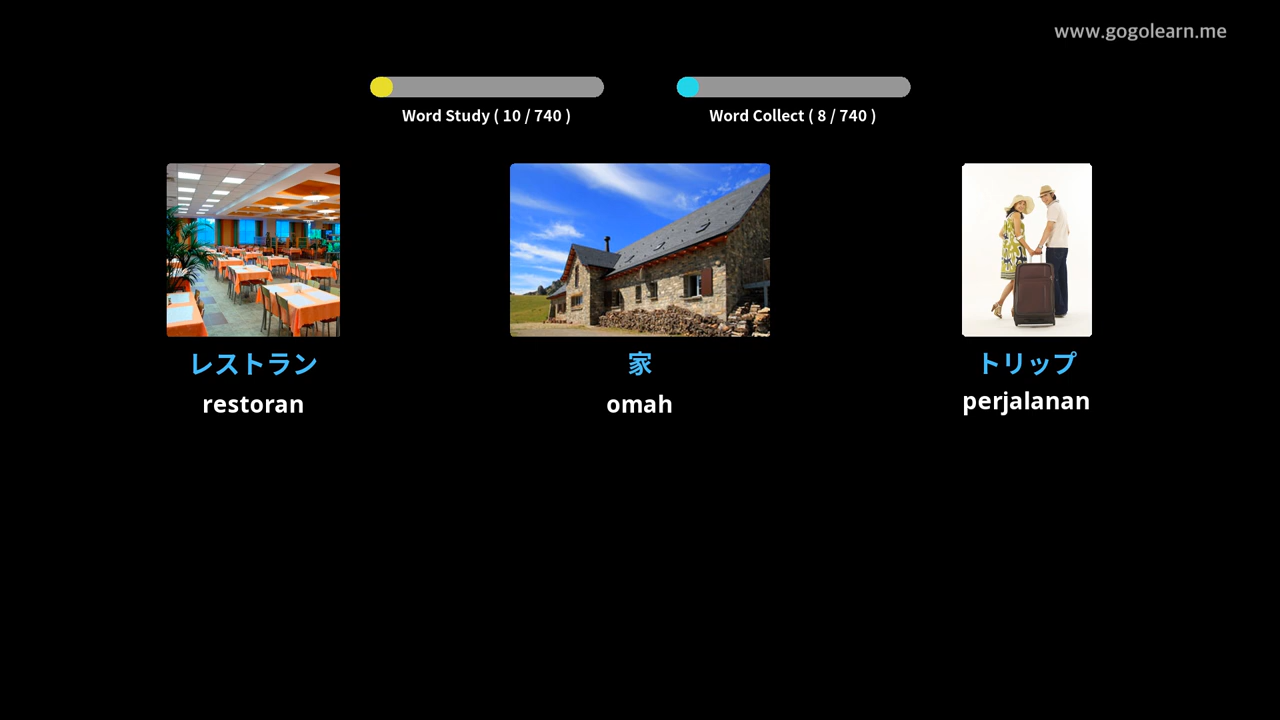 www.gogolearn.me
Word Study ( 10 / 740 )
Word Collect ( 8 / 740 )
レストラン
家
トリップ
restoran
omah
perjalanan